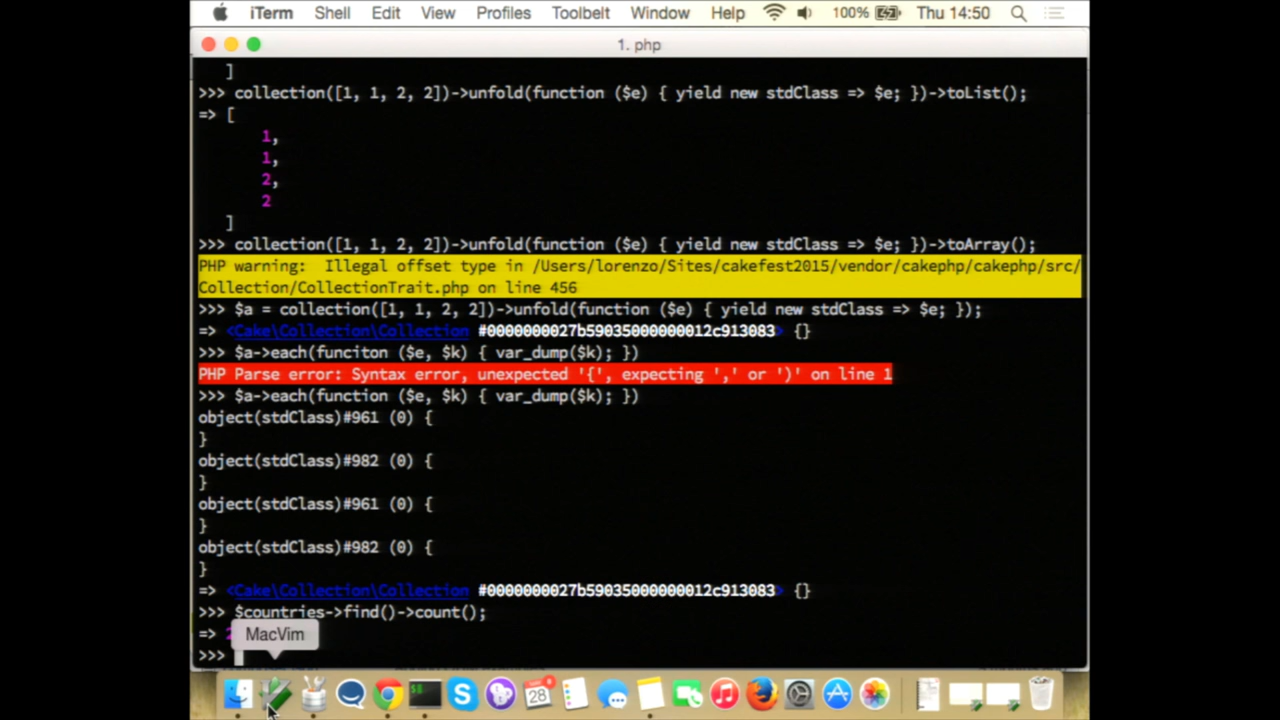 iTerm Shell Edit View Profiles Toolbelt Window Help 100% Thu 14:50
1. php
]
>>> collection([1, 1, 2, 2])->unfold(function ($e) { yield new stdClass => $e; })->toList();
=> [
1,
1,
2,
2
]
>>> collection([1, 1, 2, 2])->unfold(function ($e) { yield new stdClass => $e; })->toArray();
PHP warning:  Illegal offset type in /Users/lorenzo/Sites/cakefest2015/vendor/cakephp/cakephp/src/
Collection/CollectionTrait.php on line 456
>>> $a = collection([1, 1, 2, 2])->unfold(function ($e) { yield new stdClass => $e; });
=> <Cake\Collection\Collection #0000000027b59035000000012c913083> {}
>>> $a->each(funciton ($e, $k) { var_dump($k); })
PHP Parse error: Syntax error, unexpected '{', expecting ',' or ')' on line 1
>>> $a->each(function ($e, $k) { var_dump($k); })
object(stdClass)#961 (0) {
}
object(stdClass)#982 (0) {
}
object(stdClass)#961 (0) {
}
object(stdClass)#982 (0) {
}
=> <Cake\Collection\Collection #0000000027b59035000000012c913083> {}
>>> $countries->find()->count();
=>
MacVim
>>>
28